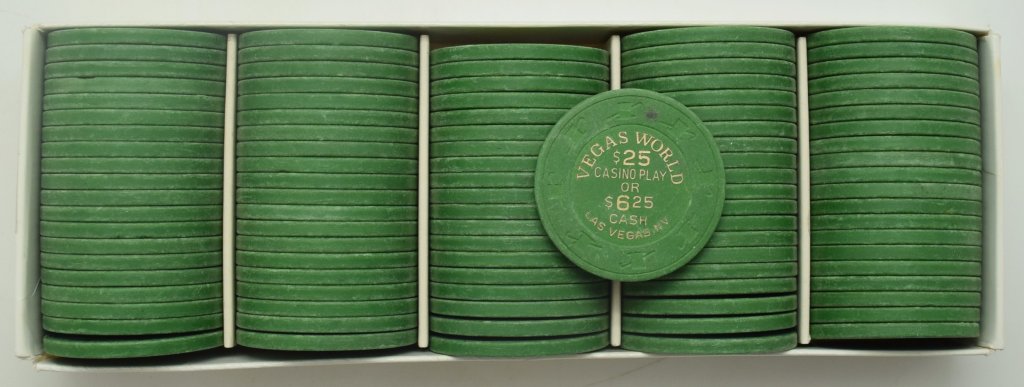 VEGAS WORLD
$25
CASINO PLAY
OR
$625
CASH
LAS VEGAS, NV